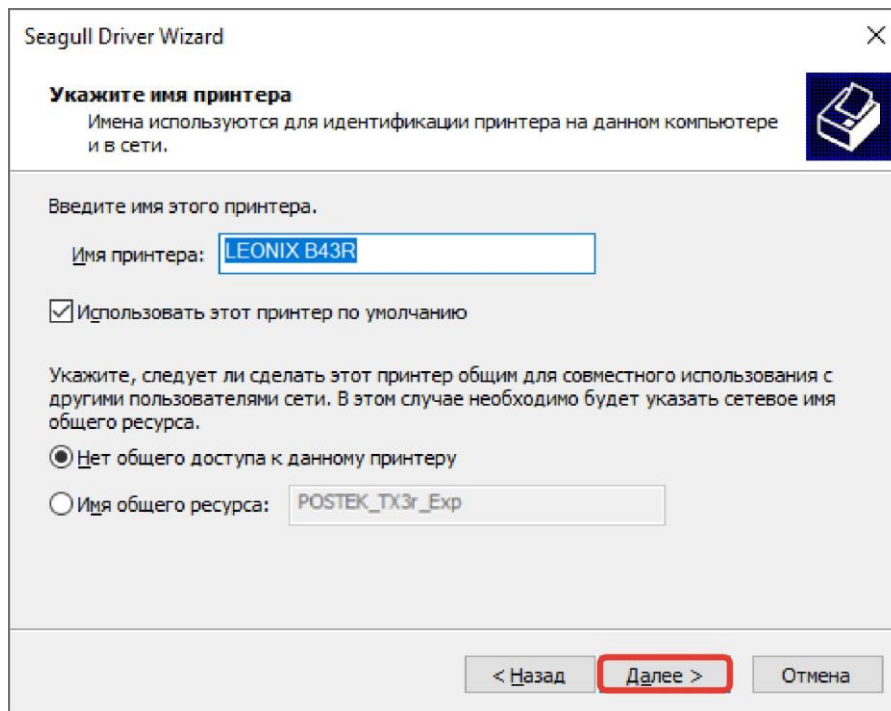 Seagull Driver Wizard
Укажите имя принтера
Имена используются для идентификации принтера на данном компьютере
и в сети.
Введите имя этого принтера.
Имя принтера: LEONIX B43R
Использовать этот принтер по умолчанию
Укажите, следует ли сделать этот принтер общим для совместного использования с
другими пользователями сети. В этом случае необходимо будет указать сетевое имя
общего ресурса.
Нет общего доступа к данному принтеру
Имя общего ресурса: POSTEK_TX3r_Exp
< Назад Далее > Отмена